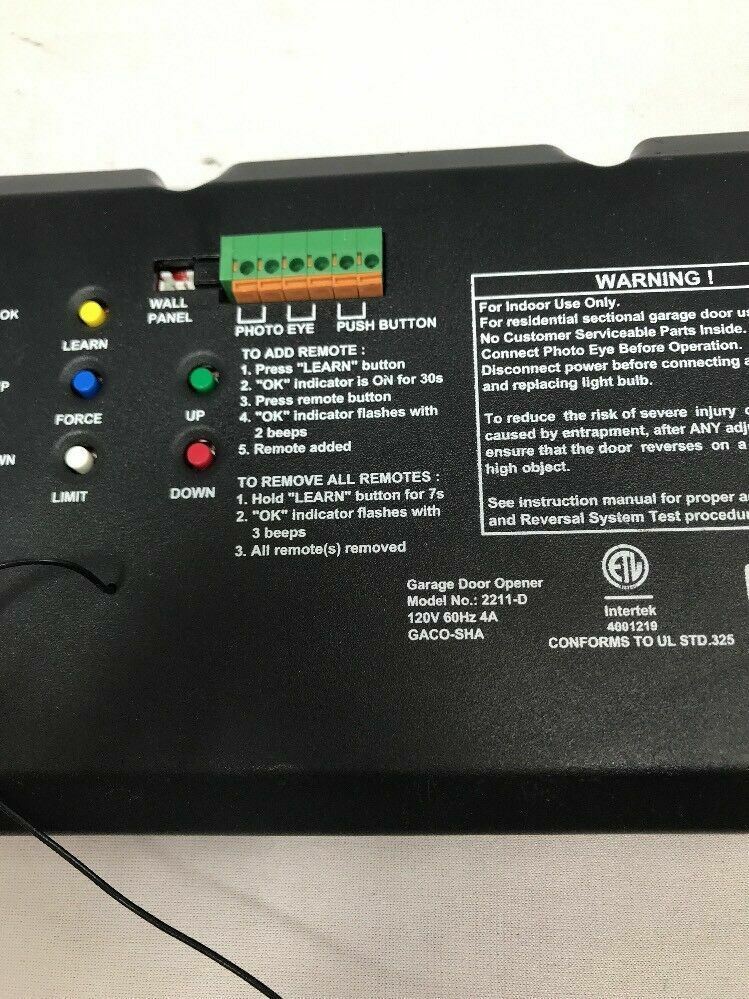 OK
LEARN
P
FORCE
UP
WN
LIMIT
DOWN
WALL
PANEL
PHOTO EYE
PUSH BUTTON
TO ADD REMOTE :
1. Press "LEARN" button
2. "OK" indicator is ON for 30s
3. Press remote button
4. "OK" indicator flashes with
2 beeps
5. Remote added
TO REMOVE ALL REMOTES :
1. Hold "LEARN" button for 7s
2. "OK" indicator flashes with
3 beeps
3. All remote(s) removed
WARNING !
For Indoor Use Only.
For residential sectional garage door us
No Customer Serviceable Parts Inside.
Connect Photo Eye Before Operation.
Disconnect power before connecting a
and replacing light bulb.
To reduce the risk of severe injury o
caused by entrapment, after ANY adj
ensure that the door reverses on a
high object.
See instruction manual for proper a
and Reversal System Test procedu
Garage Door Opener
Model No.: 2211-D
120V 60Hz 4A
GACO-SHA
ETL
Intertek
4001219
CONFORMS TO UL STD.325